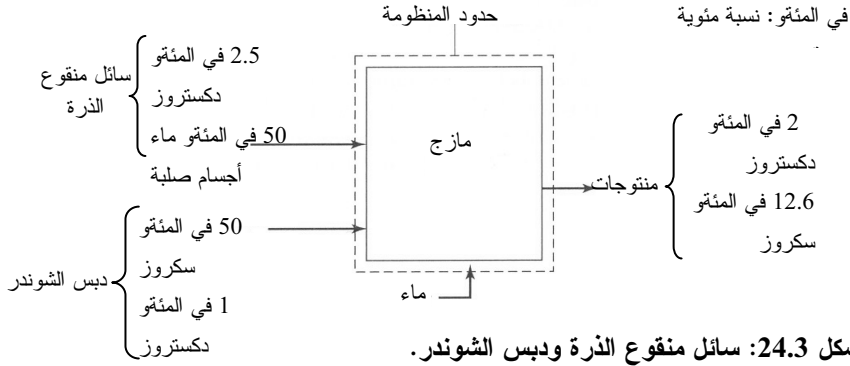 في المئةو: نسبة مئوية
حدود المنظومة
2.5 في المئةو
دكستروز
50 في المئةو ماء
أجسام صلبة
سائل منقوع
الذرة
50 في المئةو
سكروز
1 في المئةو
دكستروز
دبس الشوندر
مازج
ماء
منتوجات
2 في المئةو
دكستروز
12.6 في المئةو
سكروز
كل 24.3: سائل منقوع الذرة ودبس الشوندر.